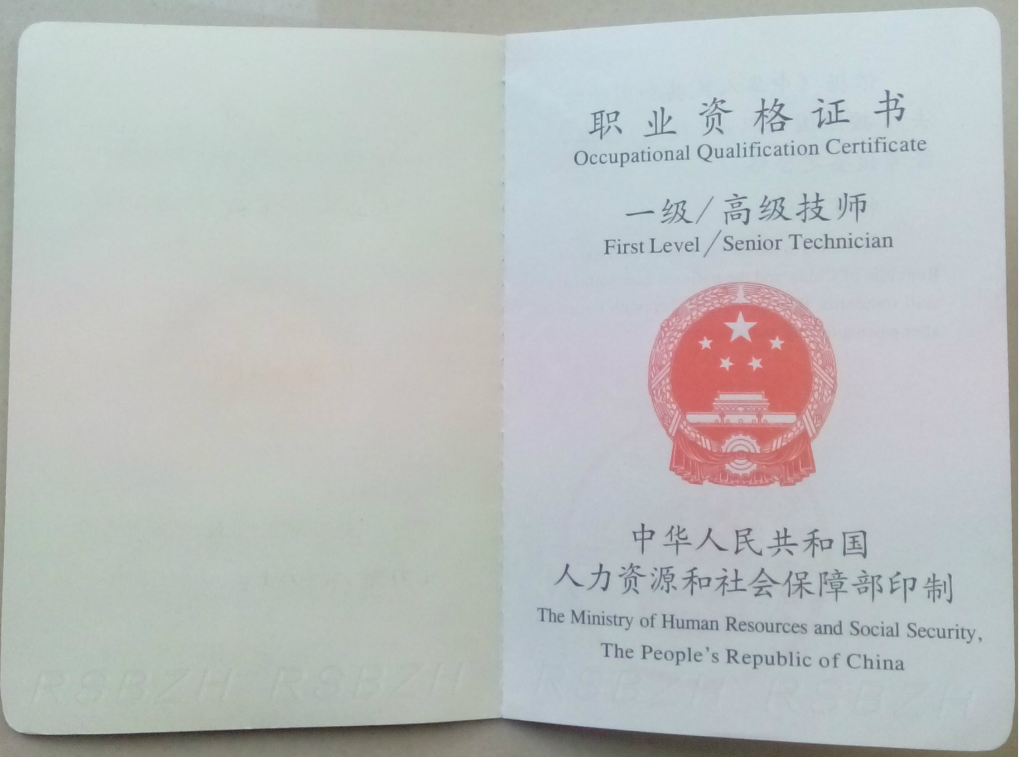 职业资格证书
Occupational Qualification Certificate
一级/高级技师
First Level/Senior Technician
中华人民共和国
人力资源和社会保障部印制
The Ministry of Human Resources and Social Security,
The People's Republic of China
RSBZH RSBZH RSBZH RSBZH